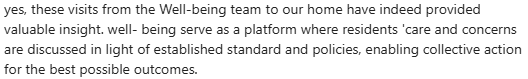 yes, these visits from the Well-being team to our home have indeed provided
valuable insight. well- being serve as a platform where residents 'care and concerns
are discussed in light of established standard and policies, enabling collective action
for the best possible outcomes.